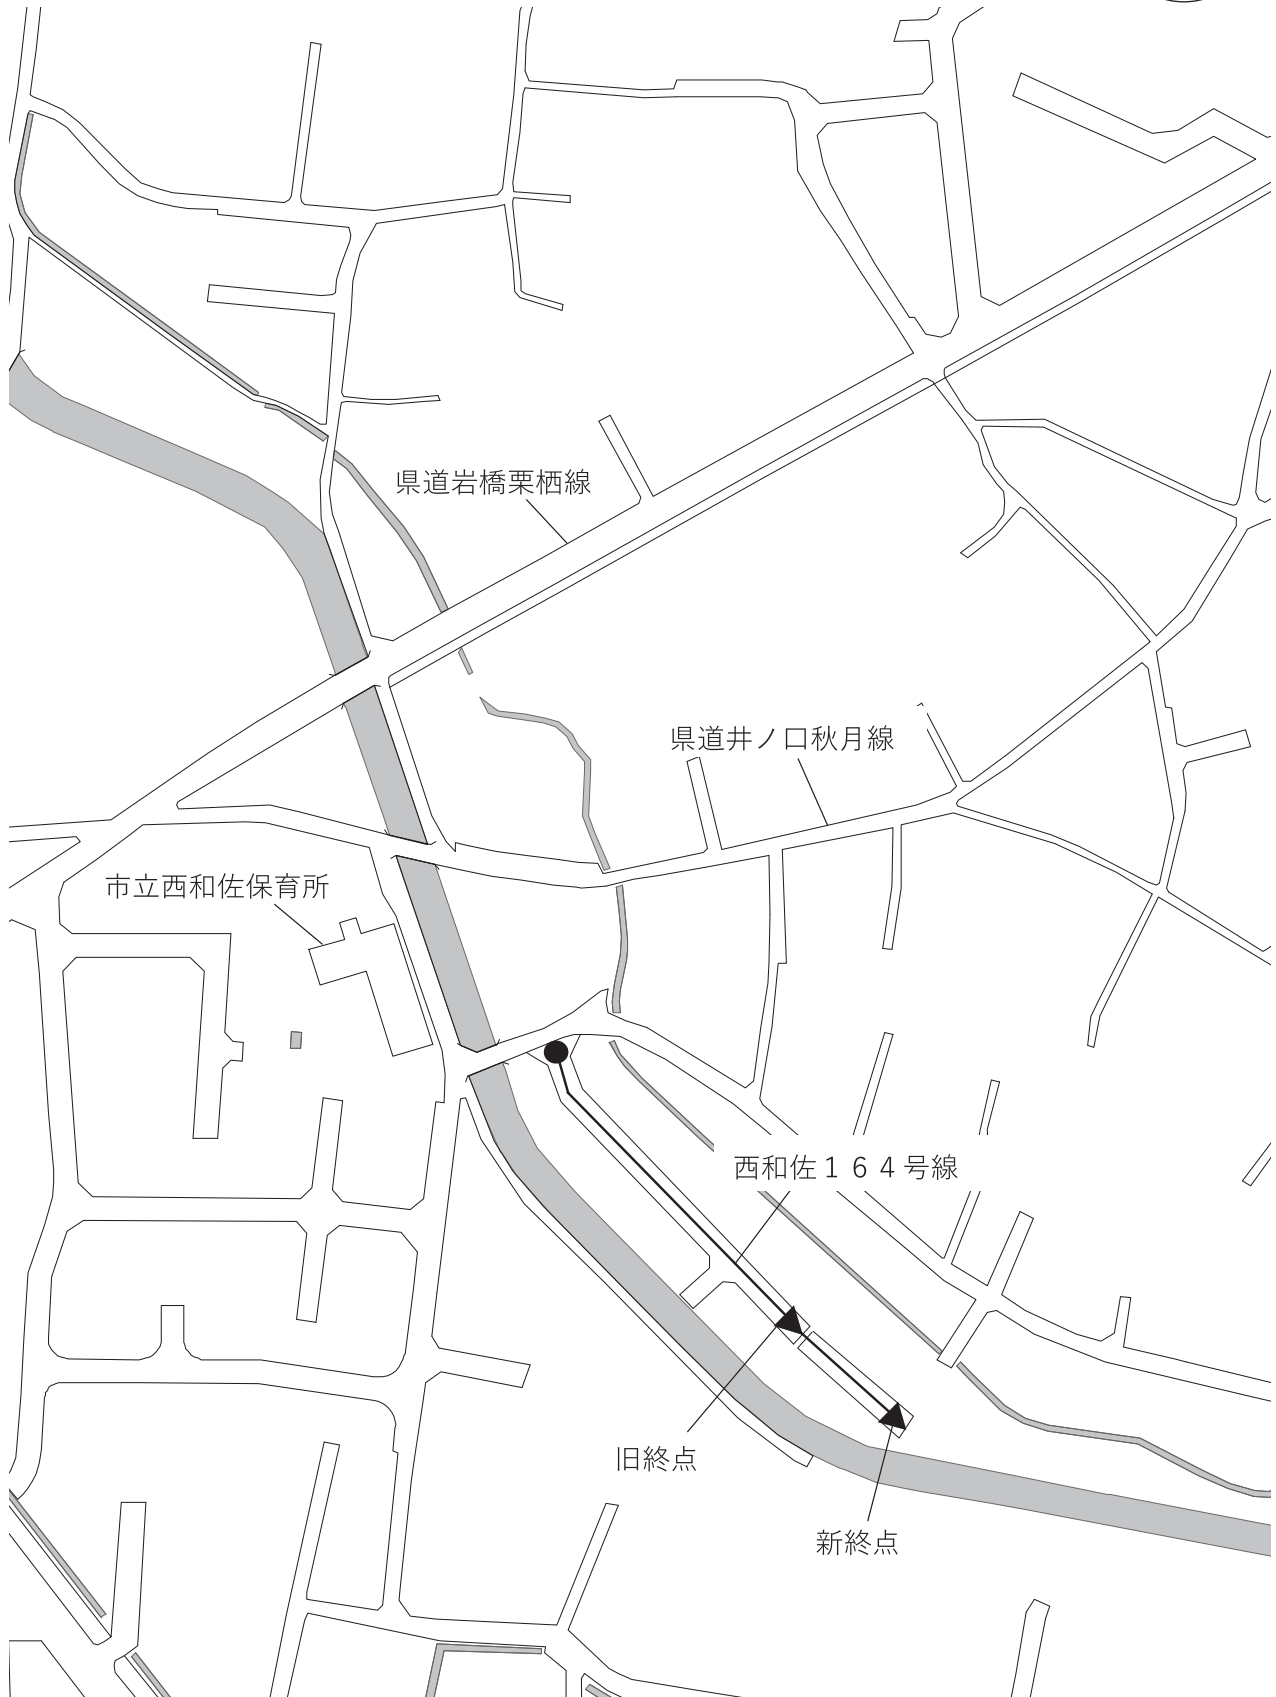 県道岩橋栗栖線
県道井ノ口秋月線
市立西和佐保育所
西和佐１６４号線
旧終点
新終点